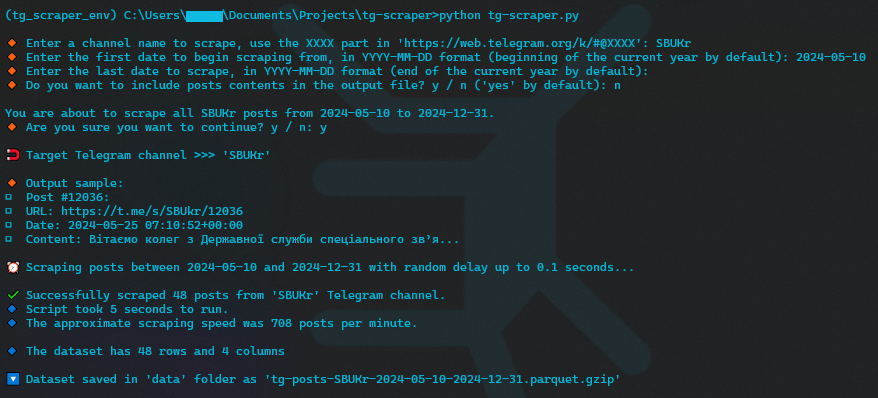 (tg_scraper_env) C:\Users\ \Documents\Projects\tg-scraper>python tg-scraper.py
Enter a channel name to scrape, use the XXXX part in 'https://web.telegram.org/k/#@XXXX': SBUKr
Enter the first date to begin scraping from, in YYYY-MM-DD format (beginning of the current year by default): 2024-05-10
Enter the last date to scrape, in YYYY-MM-DD format (end of the current year by default):
Do you want to include posts contents in the output file? y / n ('yes' by default): n
You are about to scrape all SBUKr posts from 2024-05-10 to 2024-12-31.
Are you sure you want to continue? y / n: y
Target Telegram channel >>> 'SBUKr'
Output sample:
Post #12036:
URL: https://t.me/s/SBUkr/12036
Date: 2024-05-25 07:10:52+00:00
Content: Вітаємо колег з Державної служби спеціального зв’я...
Scraping posts between 2024-05-10 and 2024-12-31 with random delay up to 0.1 seconds...
Successfully scraped 48 posts from 'SBUKr' Telegram channel.
Script took 5 seconds to run.
The approximate scraping speed was 708 posts per minute.
The dataset has 48 rows and 4 columns
Dataset saved in 'data' folder as 'tg-posts-SBUKr-2024-05-10-2024-12-31.parquet.gzip'